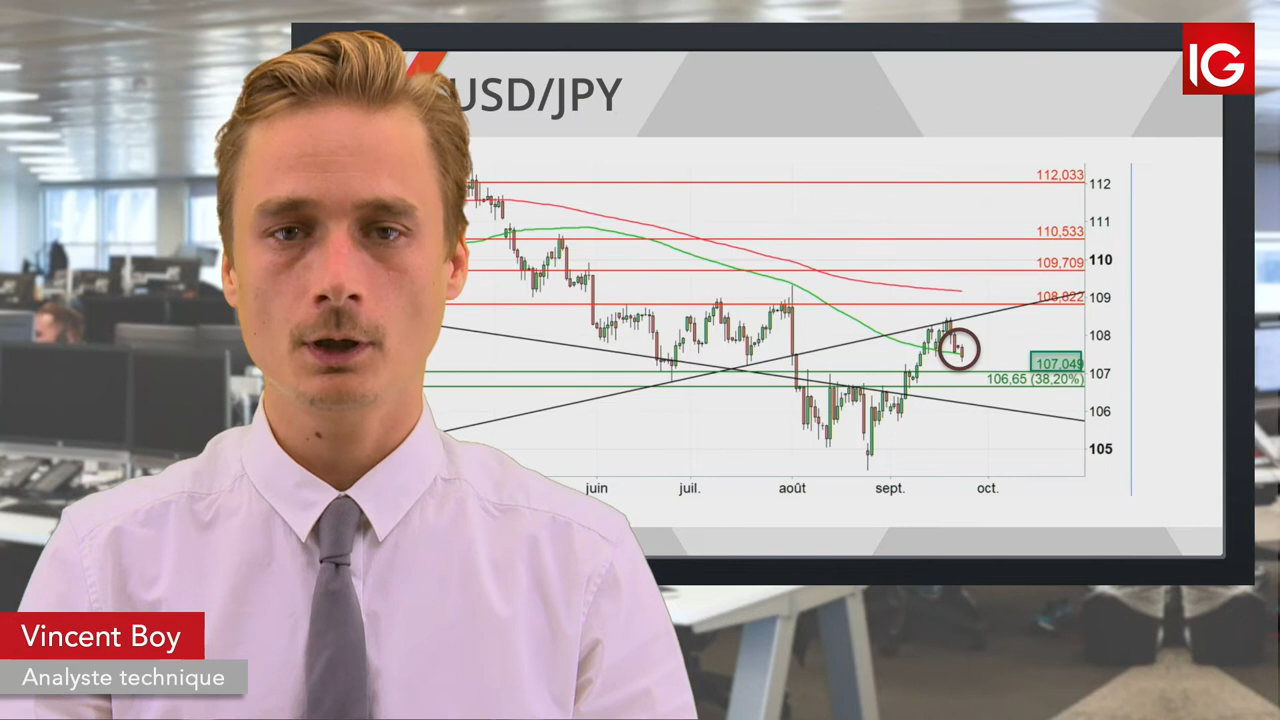 IG
USD/JPY
112,033
112
111
110,533
110
109,709
109
108,822
108
107,049
107
106,65 (38,20%)
106
105
juin
juil.
août
sept.
oct.
Vincent Boy
Analyste technique